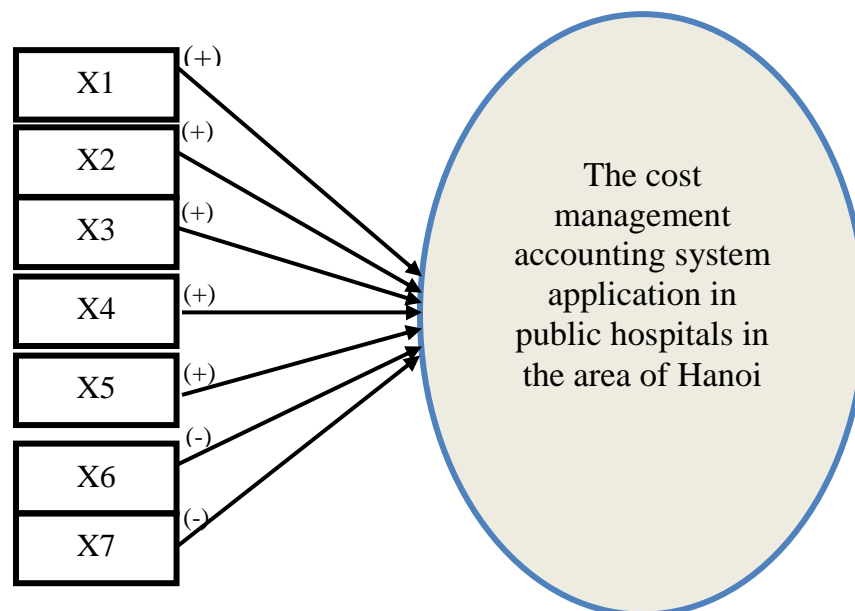 (+)
X1
(+)
X2
(+)
X3
(+)
X4
(+)
X5
(-)
X6
(-)
X7
The cost
management
accounting system
application in
public hospitals in
the area of Hanoi